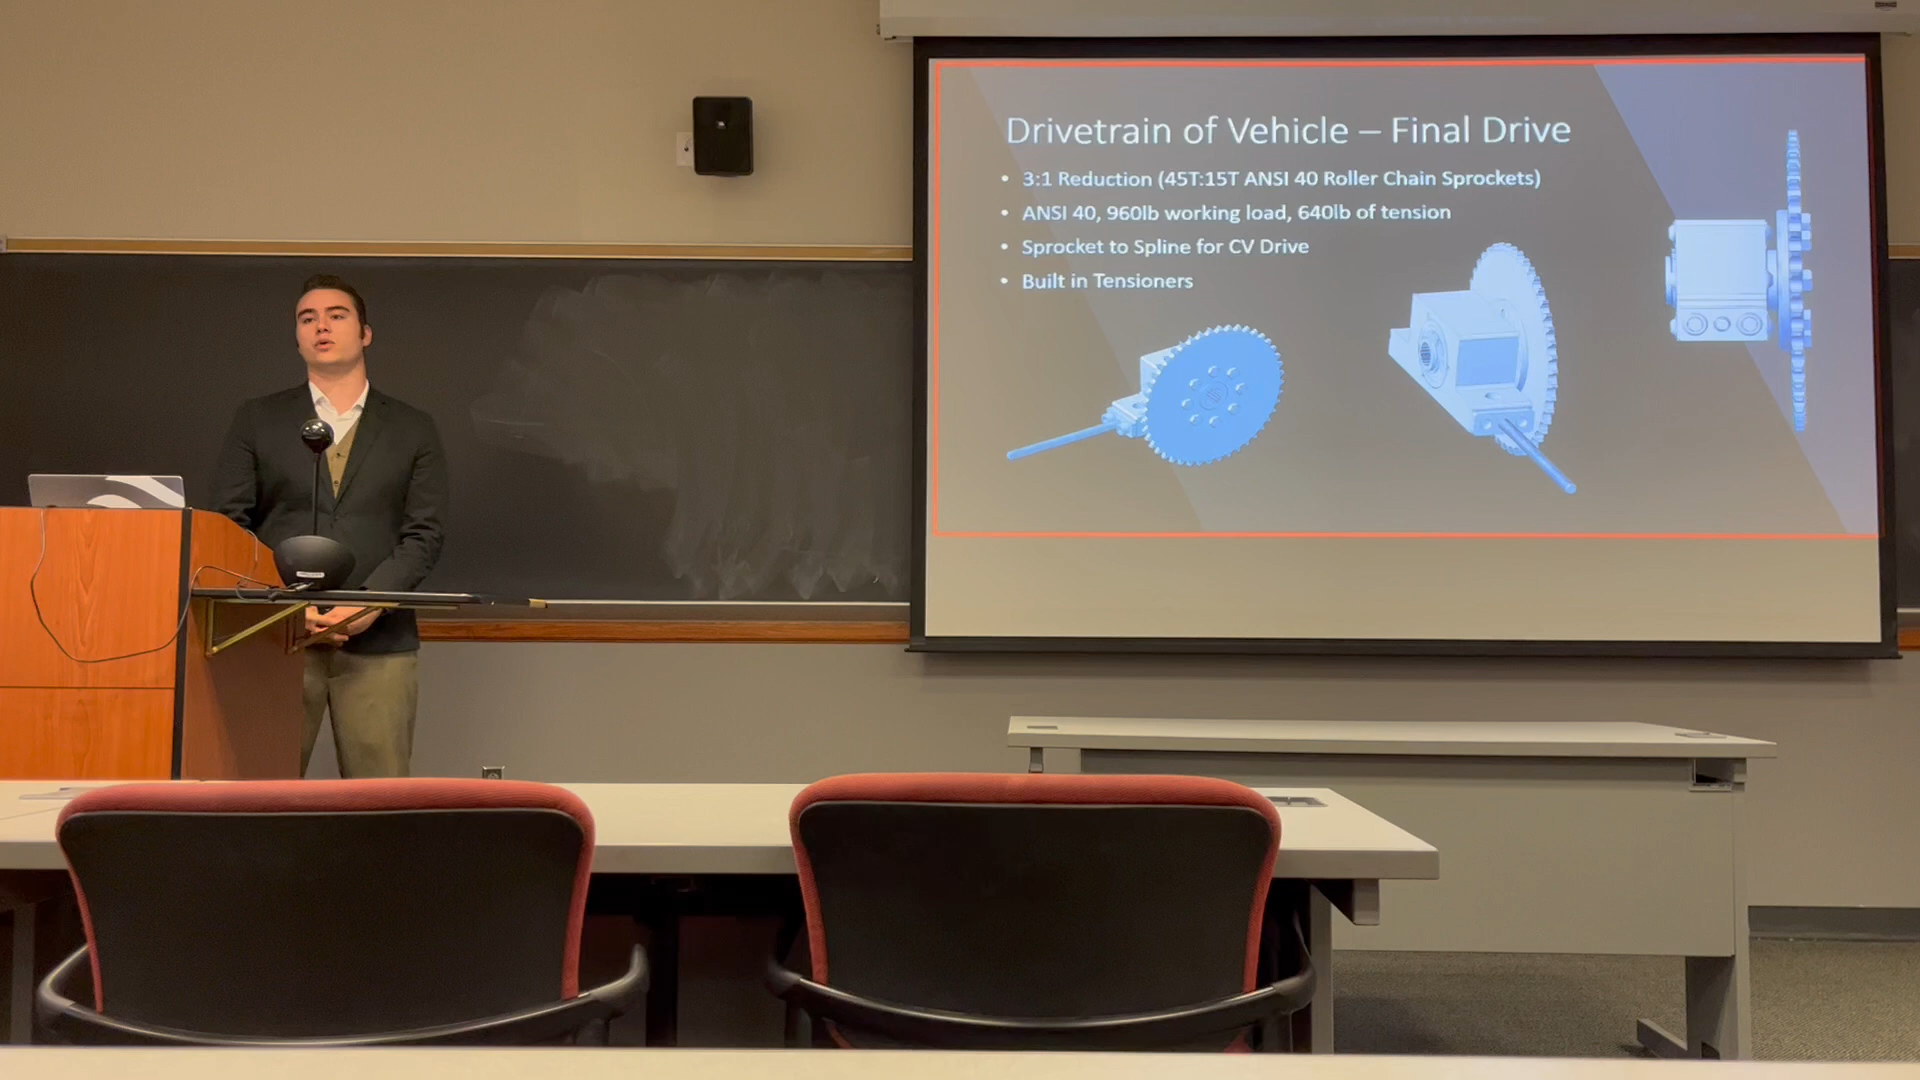 Drivetrain of Vehicle – Final Drive
• 3:1 Reduction (45T:15T ANSI 40 Roller Chain Sprockets)
• ANSI 40, 960lb working load, 640lb of tension
• Sprocket to Spline for CV Drive
• Built in Tensioners